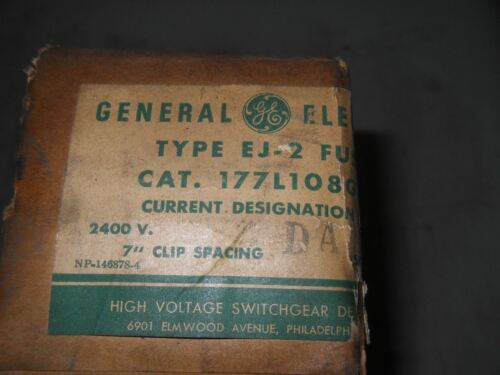 GENERAL GE ELE
TYPE EJ-2 FU
CAT. 177L108G
CURRENT DESIGNATION
2400 V. DA
7" CLIP SPACING
NP-146878-4
HIGH VOLTAGE SWITCHGEAR DE
6901 ELMWOOD AVENUE, PHILADELPH